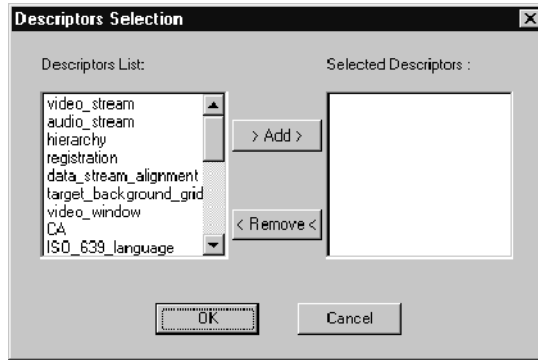 Descriptors Selection
Descriptors List:
Selected Descriptors :
video_stream
audio_stream
hierarchy
registration
data_stream_alignment
target_background_grid
video_window
CA
ISO_639_language
> Add >
< Remove <
OK
Cancel